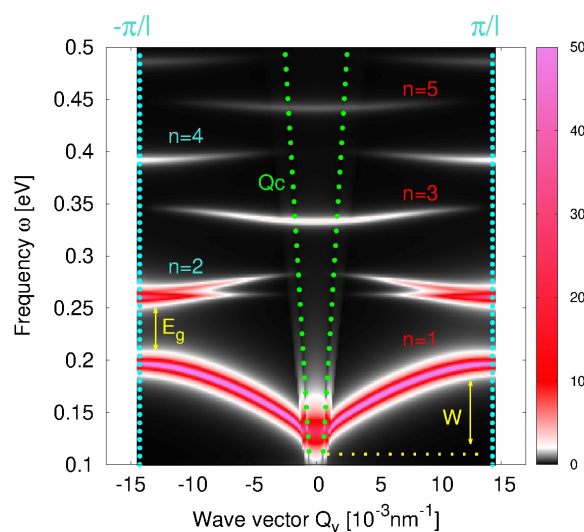 -π/l π/l
0.5 50
0.45
n=5
n=4
0.4 40
Qc
n=3
0.35
0.3 30
n=2
0.25
E_g
n=1
0.2 20
W
0.15 10
0.1 0
-15 -10 -5 0 5 10 15
Frequency ω [eV]
Wave vector Q_y [10⁻³nm⁻¹]